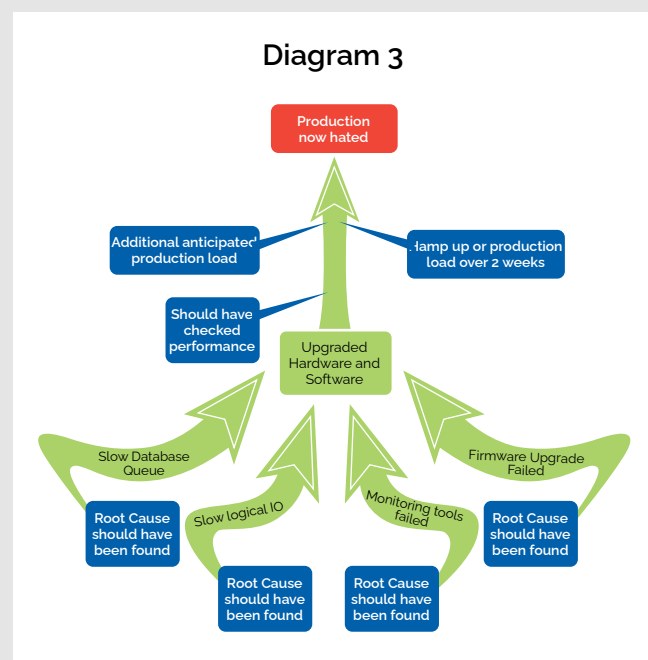 Diagram 3
Production
now hated
Additional anticipated
production load
Hamp up or production
load over 2 weeks
Should have
checked
performance
Upgraded
Hardware and
Software
Slow Database
Queue
Firmware Upgrade
Failed
Slow logical IO
Monitoring tools
failed
Root Cause
should have
been found
Root Cause
should have
been found
Root Cause
should have
been found
Root Cause
should have
been found